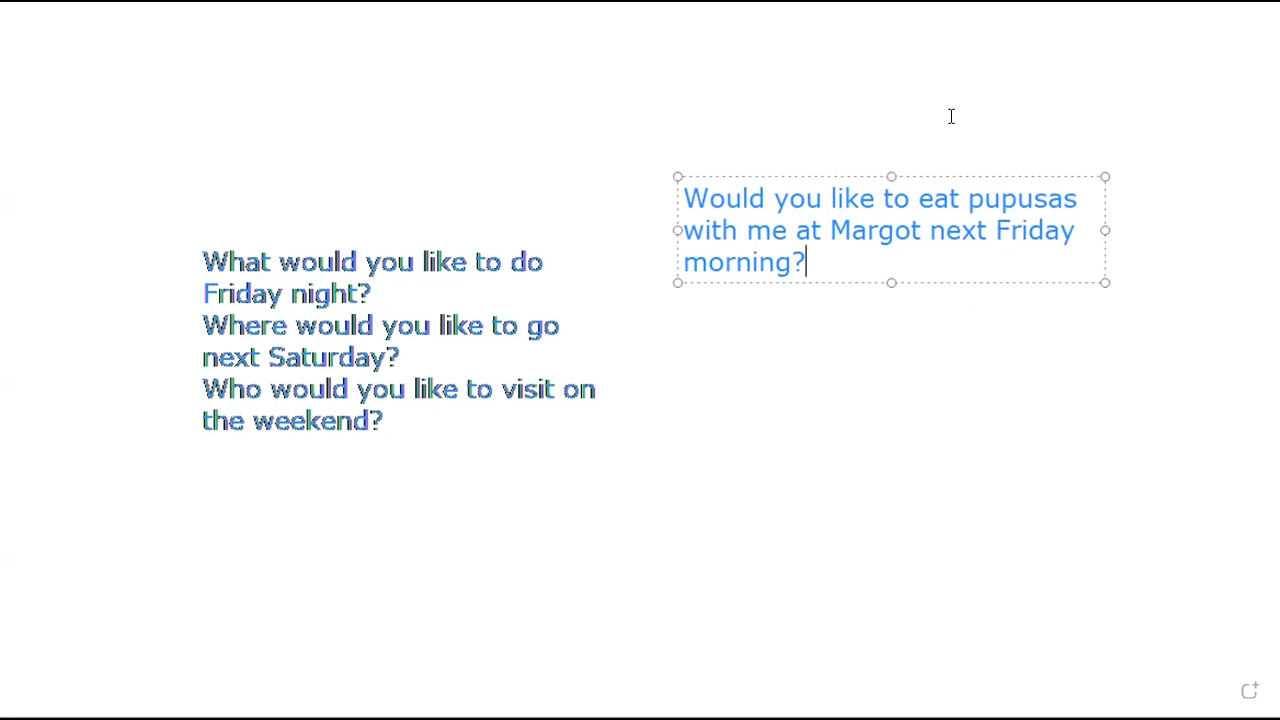 What would you like to do
Friday night?
Where would you like to go
next Saturday?
Who would you like to visit on
the weekend?
Would you like to eat pupusas
with me at Margot next Friday
morning?